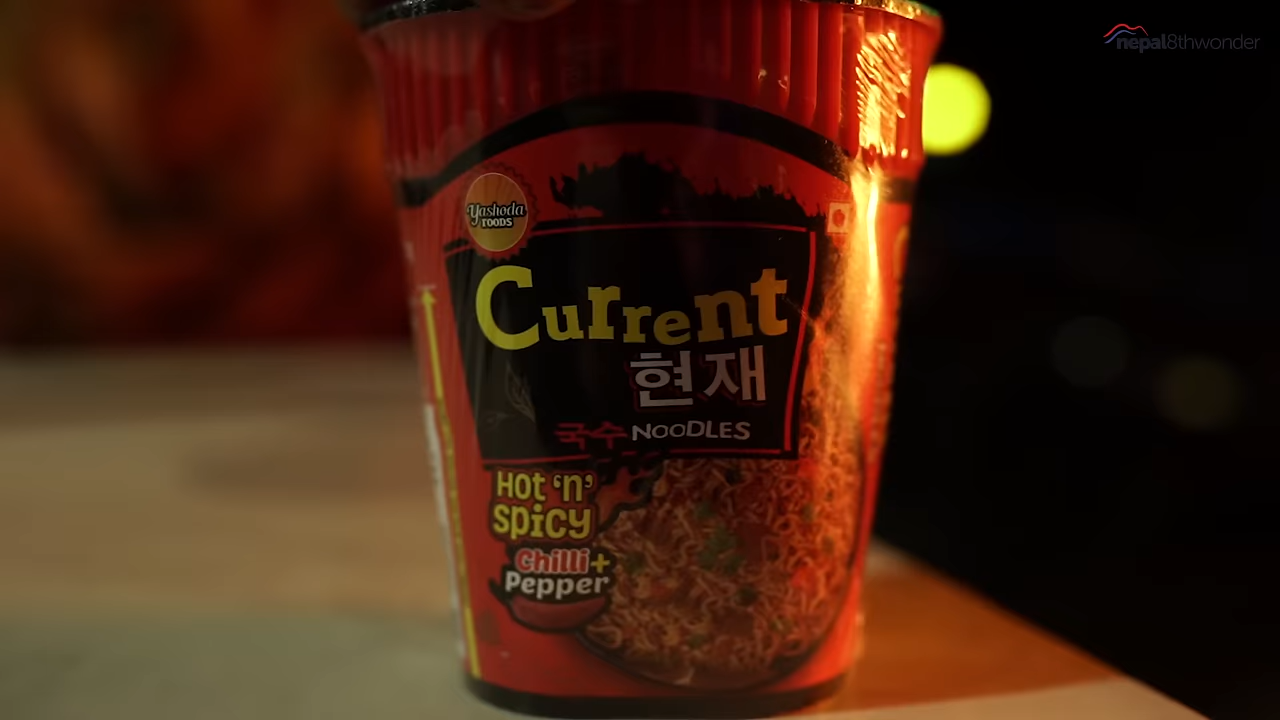 nepal8thwonder
Yashoda
FOODS
Current
현재
국수 NOODLES
HOT 'N'
SPICY
Chilli+
Pepper